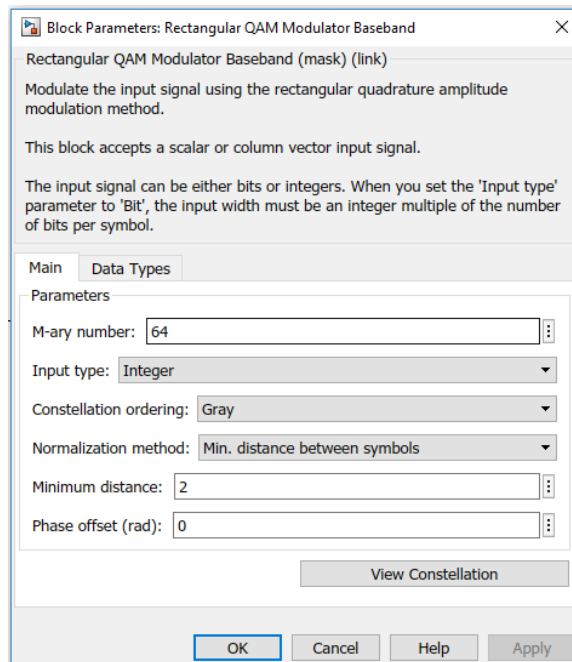 Block Parameters: Rectangular QAM Modulator Baseband
Rectangular QAM Modulator Baseband (mask) (link)
Modulate the input signal using the rectangular quadrature amplitude
modulation method.
This block accepts a scalar or column vector input signal.
The input signal can be either bits or integers. When you set the 'Input type'
parameter to 'Bit', the input width must be an integer multiple of the number
of bits per symbol.
Main Data Types
Parameters
M-ary number: 64
Input type: Integer
Constellation ordering: Gray
Normalization method: Min. distance between symbols
Minimum distance: 2
Phase offset (rad): 0
View Constellation
OK Cancel Help Apply